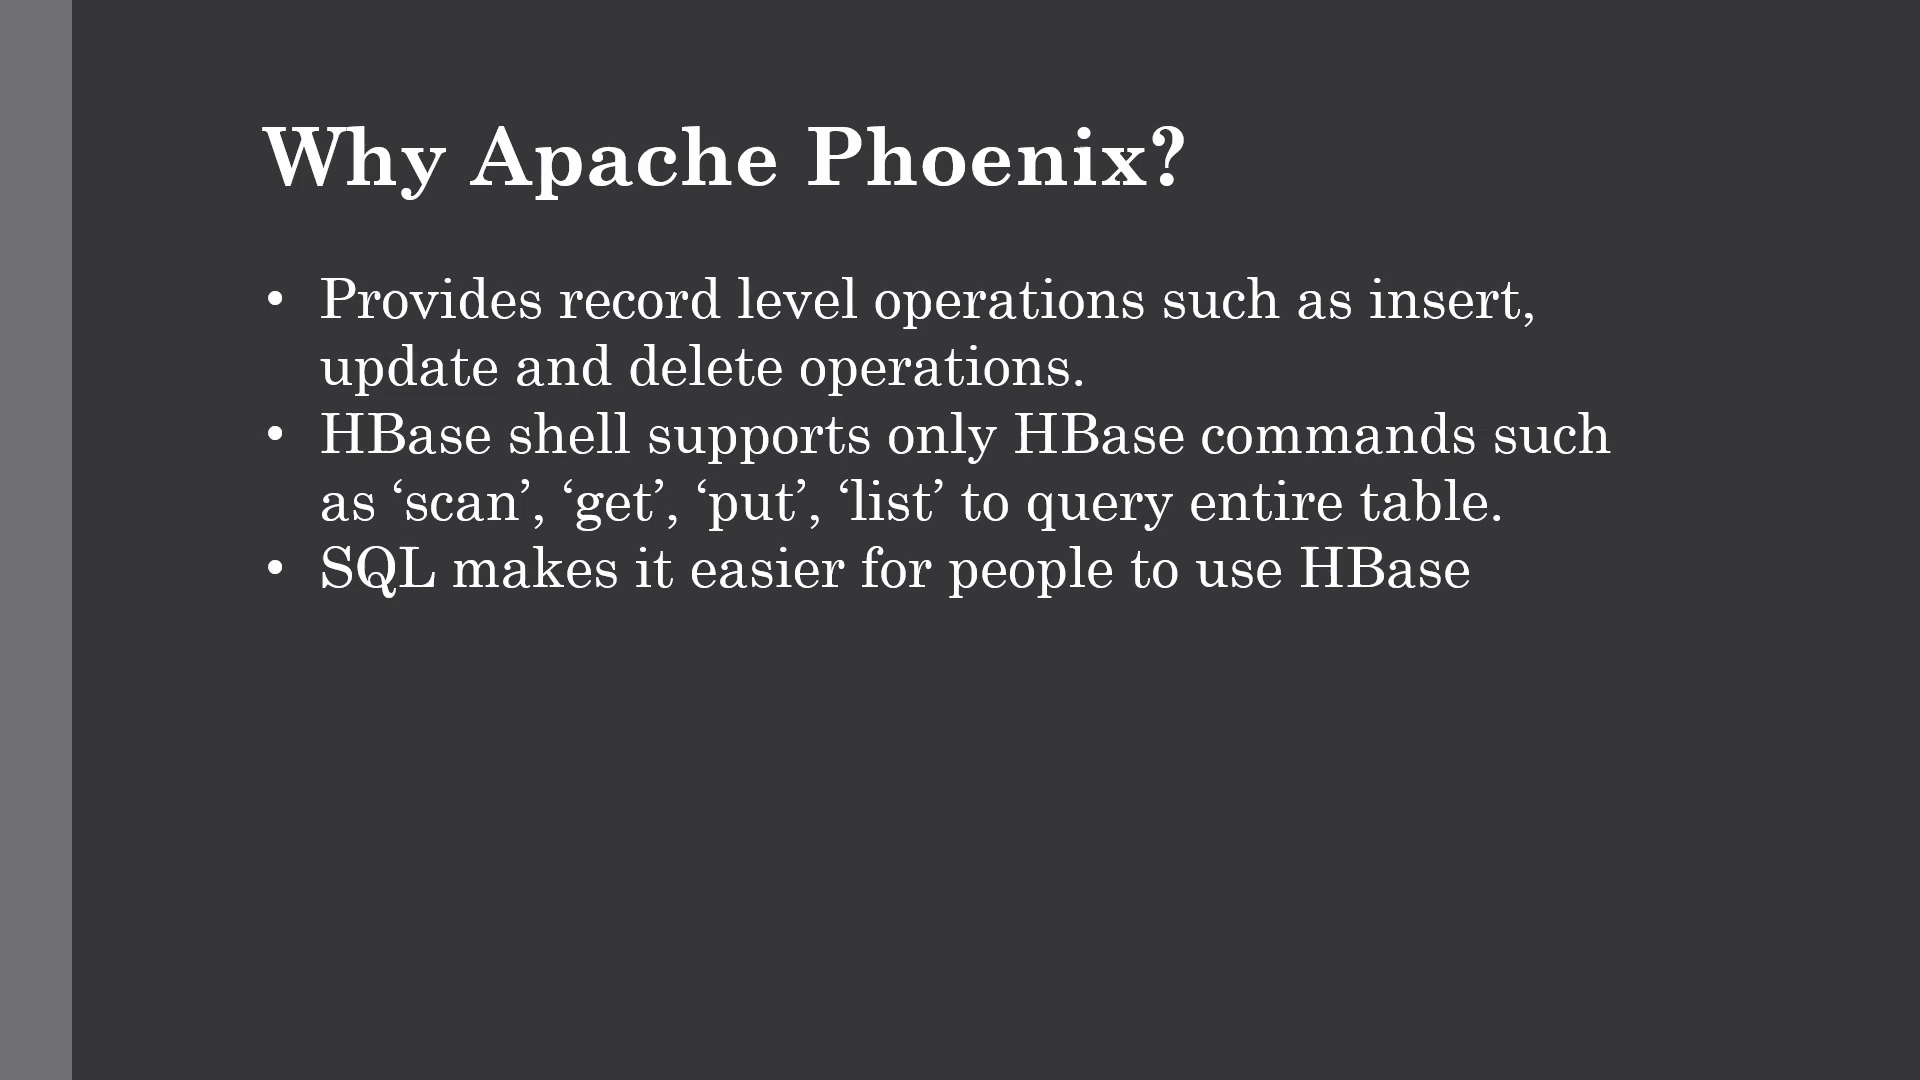 Why Apache Phoenix?
• Provides record level operations such as insert,
update and delete operations.
• HBase shell supports only HBase commands such
as ‘scan’, ‘get’, ‘put’, ‘list’ to query entire table.
• SQL makes it easier for people to use HBase